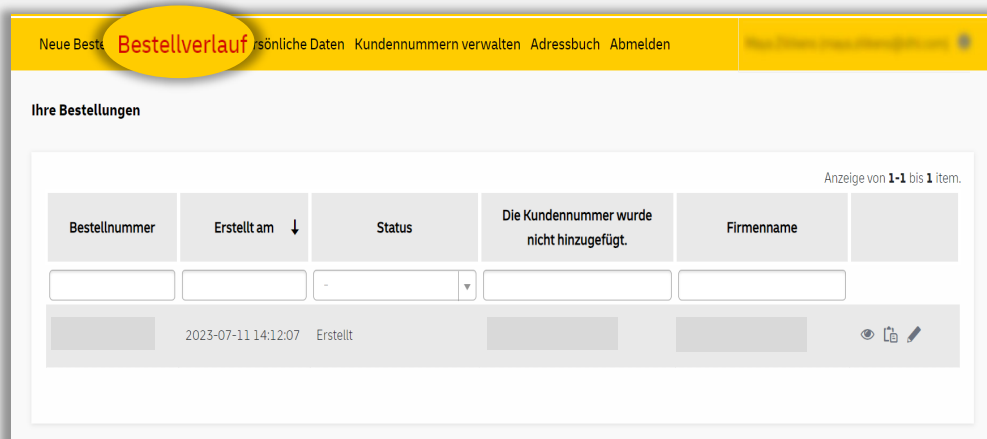 Neue Beste Bestellverlauf rsönliche Daten Kundennummern verwalten Adressbuch Abmelden
Ihre Bestellungen
Anzeige von 1-1 bis 1 item.
Bestellnummer Erstellt am ↓ Status Die Kundennummer wurde nicht hinzugefügt. Firmenname
-
2023-07-11 14:12:07 Erstellt